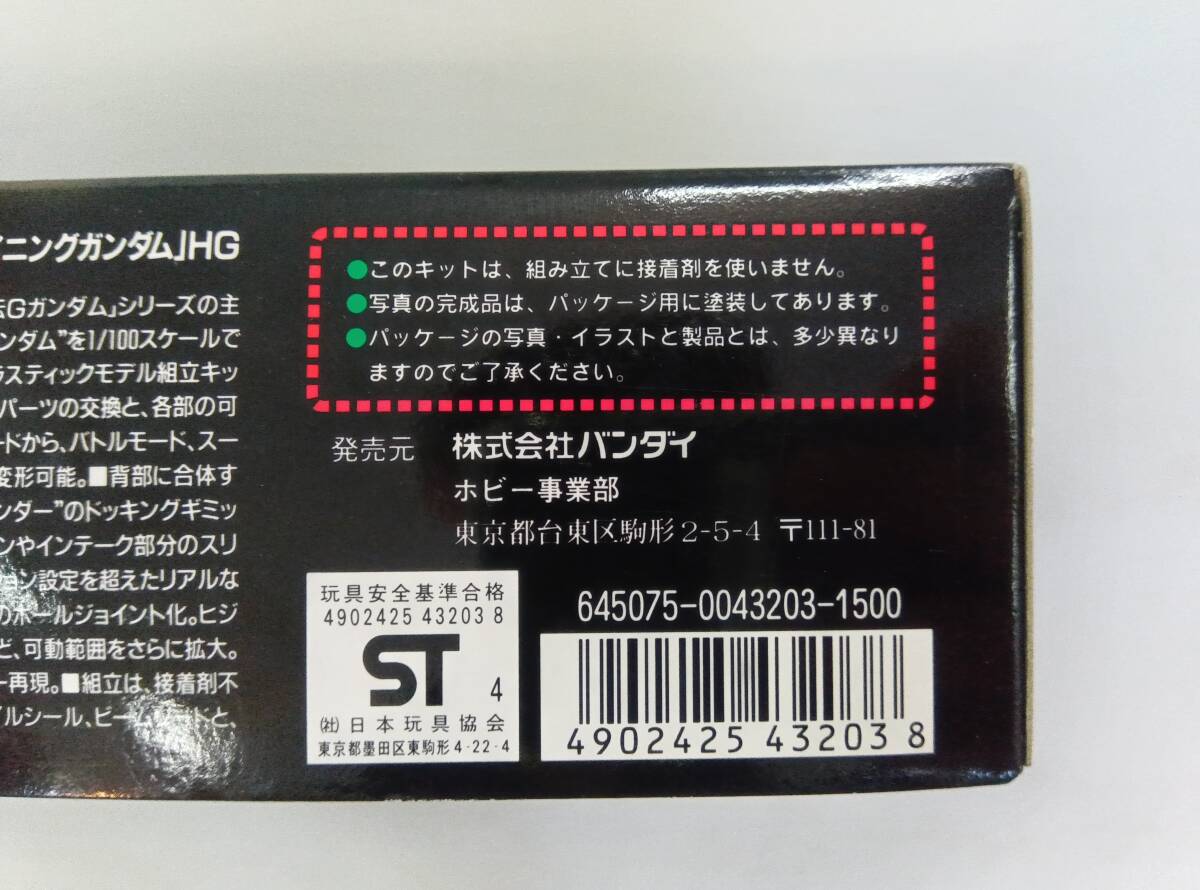 イニングガンダム」HG
伝Gガンダム」シリーズの主
ンダム"を1/100スケールで
ラスティックモデル組立キッ
パーツの交換と、各部の可
ードから、バトルモード、スー
変形可能。■背部に合体す
ンダー"のドッキングギミッ
ンやインテーク部分のスリ
ション設定を超えたリアルな
のボールジョイント化。ヒジ
ど、可動範囲をさらに拡大。
ー再現。■組立は、接着剤不
イルシール、ビームソードと、
●このキットは、組み立てに接着剤を使いません。
●写真の完成品は、パッケージ用に塗装してあります。
●パッケージの写真・イラストと製品とは、多少異なり
ますのでご了承ください。
発売元 株式会社バンダイ
ホビー事業部
東京都台東区駒形2-5-4 〒111-81
玩具安全基準合格
4902425 43203 8
ST 4
㈳日本玩具協会
東京都墨田区東駒形4-22-4
645075-0043203-1500
4902425 432038